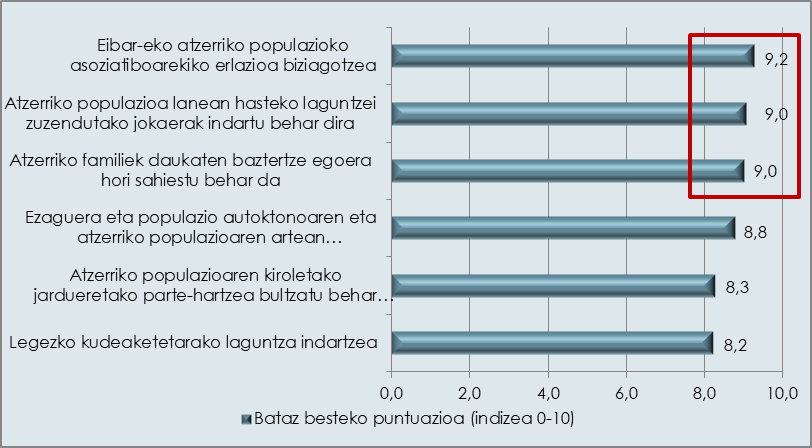 Eibar-eko atzerriko populazioko
asoziatiboarekiko erlazioa biziagotzea
9,2
Atzerriko populazioa lanean hasteko laguntzei
zuzendutako jokaerak indartu behar dira
9,0
Atzerriko familiek daukaten baztertze egoera
hori sahiestu behar da
9,0
Ezaguera eta populazio autoktonoaren eta
atzerriko populazioaren artean…
8,8
Atzerriko populazioaren kiroletako
jardueretako parte-hartzea bultzatu behar…
8,3
Legezko kudeaketetarako laguntza indartzea
8,2
0,0 2,0 4,0 6,0 8,0 10,0
Bataz besteko puntuazioa (indizea 0-10)